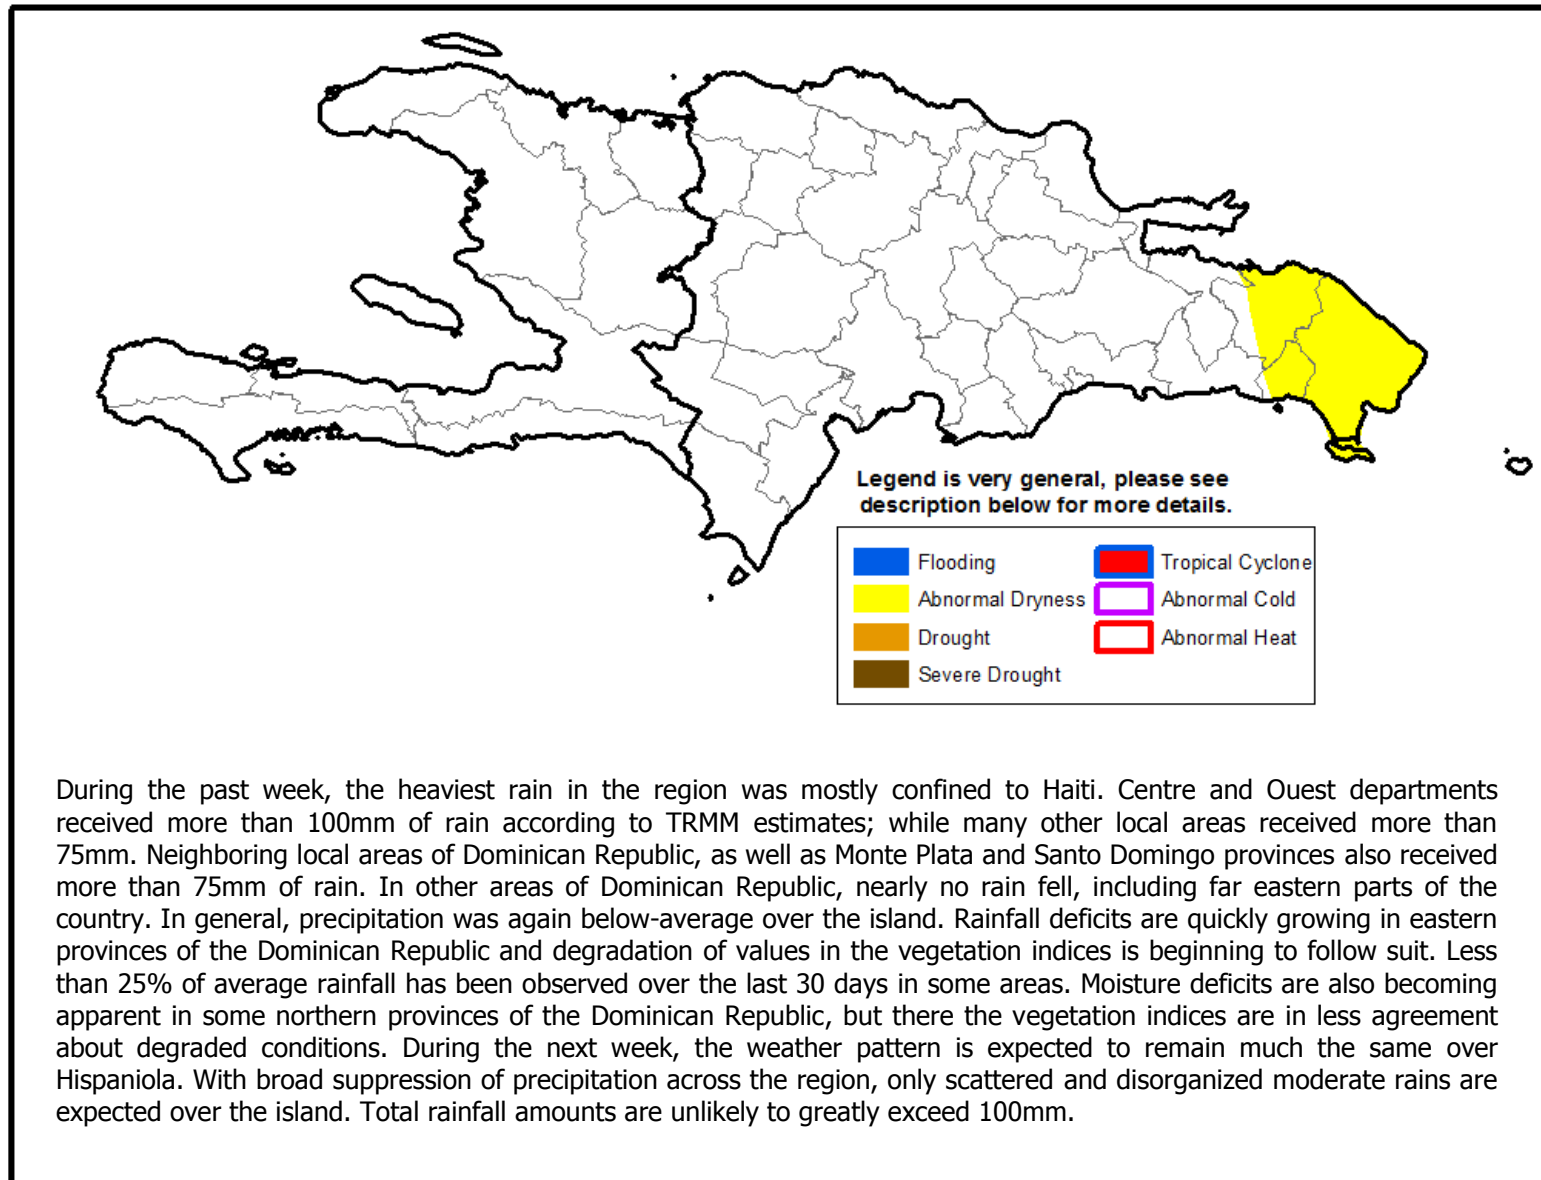 Legend is very general, please see
description below for more details.
Flooding
Tropical Cyclone
Abnormal Dryness
Abnormal Cold
Drought
Abnormal Heat
Severe Drought
During the past week, the heaviest rain in the region was mostly confined to Haiti. Centre and Ouest departments
received more than 100mm of rain according to TRMM estimates; while many other local areas received more than
75mm. Neighboring local areas of Dominican Republic, as well as Monte Plata and Santo Domingo provinces also received
more than 75mm of rain. In other areas of Dominican Republic, nearly no rain fell, including far eastern parts of the
country. In general, precipitation was again below-average over the island. Rainfall deficits are quickly growing in eastern
provinces of the Dominican Republic and degradation of values in the vegetation indices is beginning to follow suit. Less
than 25% of average rainfall has been observed over the last 30 days in some areas. Moisture deficits are also becoming
apparent in some northern provinces of the Dominican Republic, but there the vegetation indices are in less agreement
about degraded conditions. During the next week, the weather pattern is expected to remain much the same over
Hispaniola. With broad suppression of precipitation across the region, only scattered and disorganized moderate rains are
expected over the island. Total rainfall amounts are unlikely to greatly exceed 100mm.